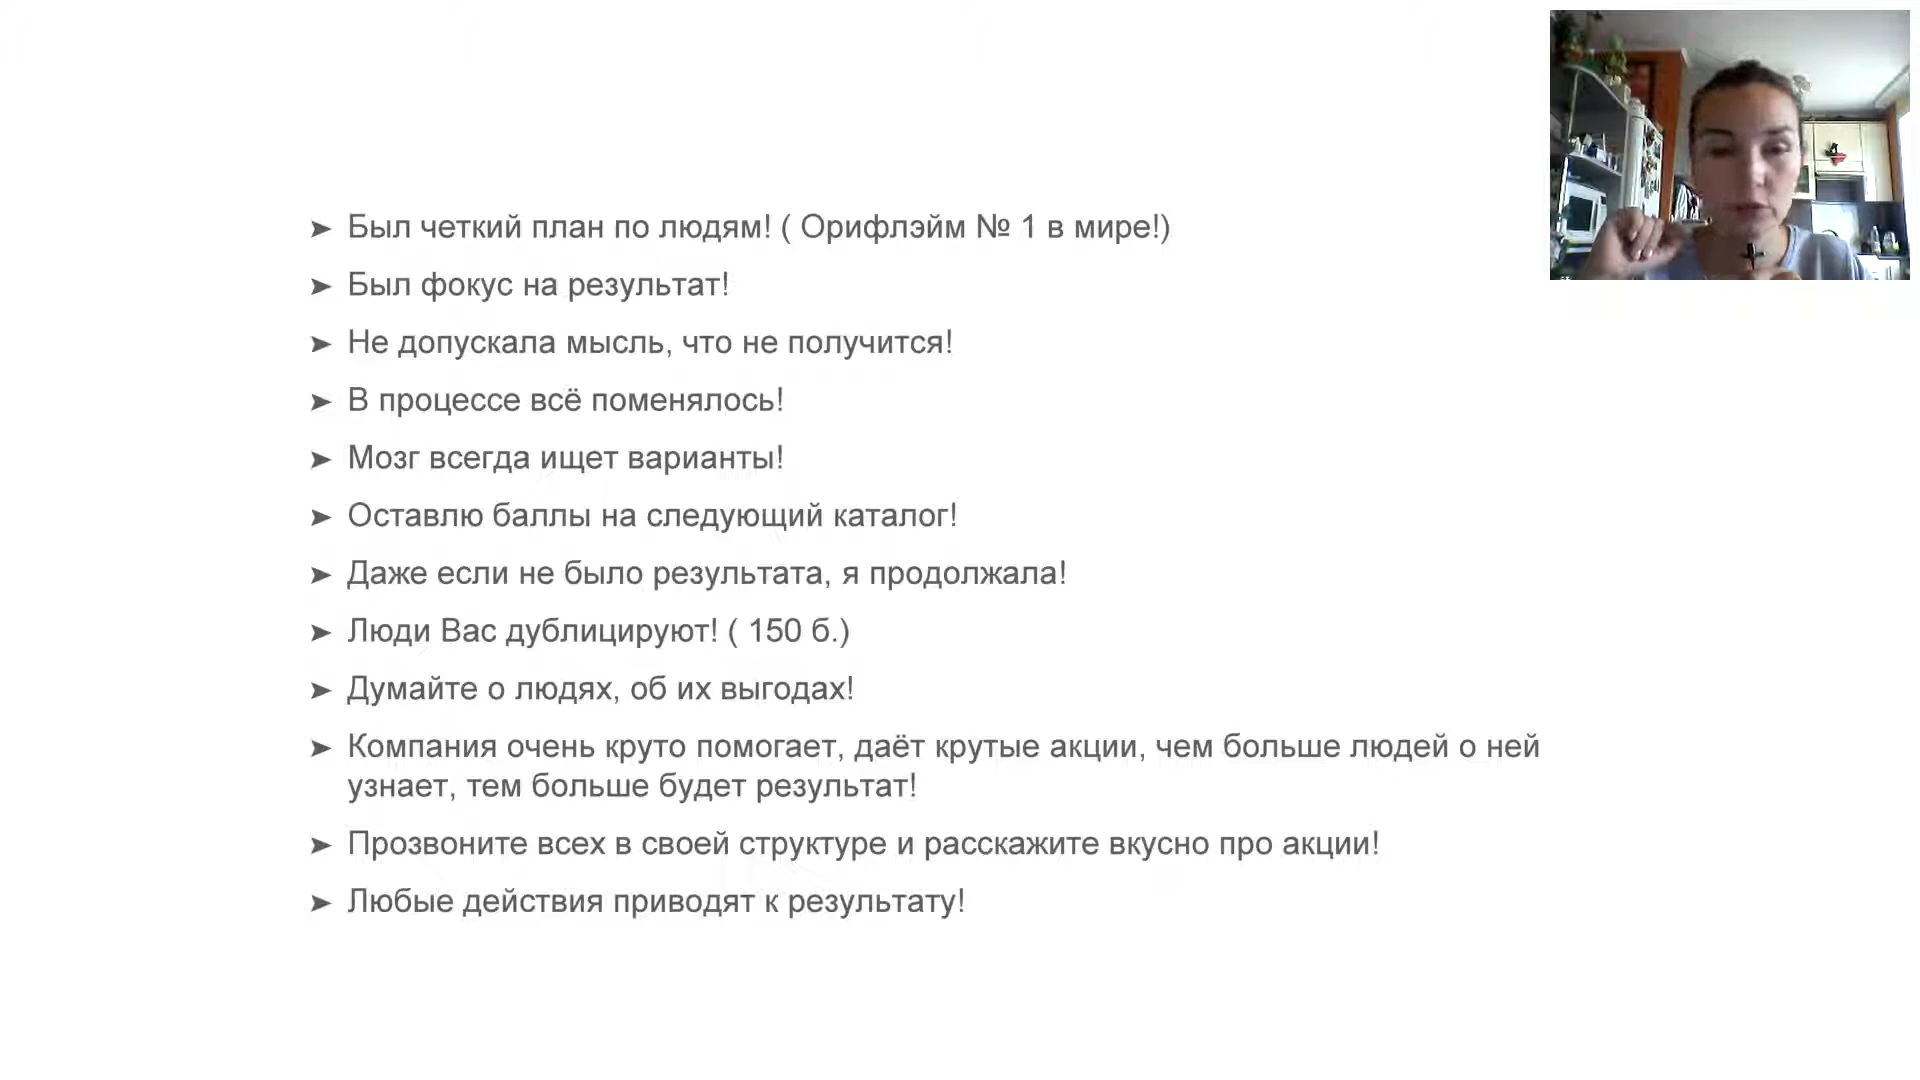 ➤ Был четкий план по людям! ( Орифлэйм № 1 в мире!)
➤ Был фокус на результат!
➤ Не допускала мысль, что не получится!
➤ В процессе всё поменялось!
➤ Мозг всегда ищет варианты!
➤ Оставлю баллы на следующий каталог!
➤ Даже если не было результата, я продолжала!
➤ Люди Вас дублицируют! ( 150 б.)
➤ Думайте о людях, об их выгодах!
➤ Компания очень круто помогает, даёт крутые акции, чем больше людей о ней
узнает, тем больше будет результат!
➤ Прозвоните всех в своей структуре и расскажите вкусно про акции!
➤ Любые действия приводят к результату!